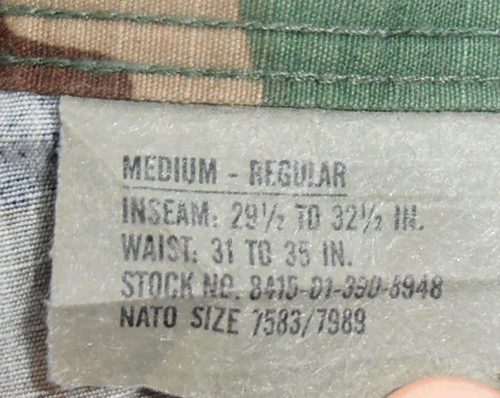 MEDIUM - REGULAR
INSEAM: 29½ TO 32½ IN.
WAIST: 31 TO 35 IN.
STOCK NO. 8415-01-390-8948
NATO SIZE 7583/7989